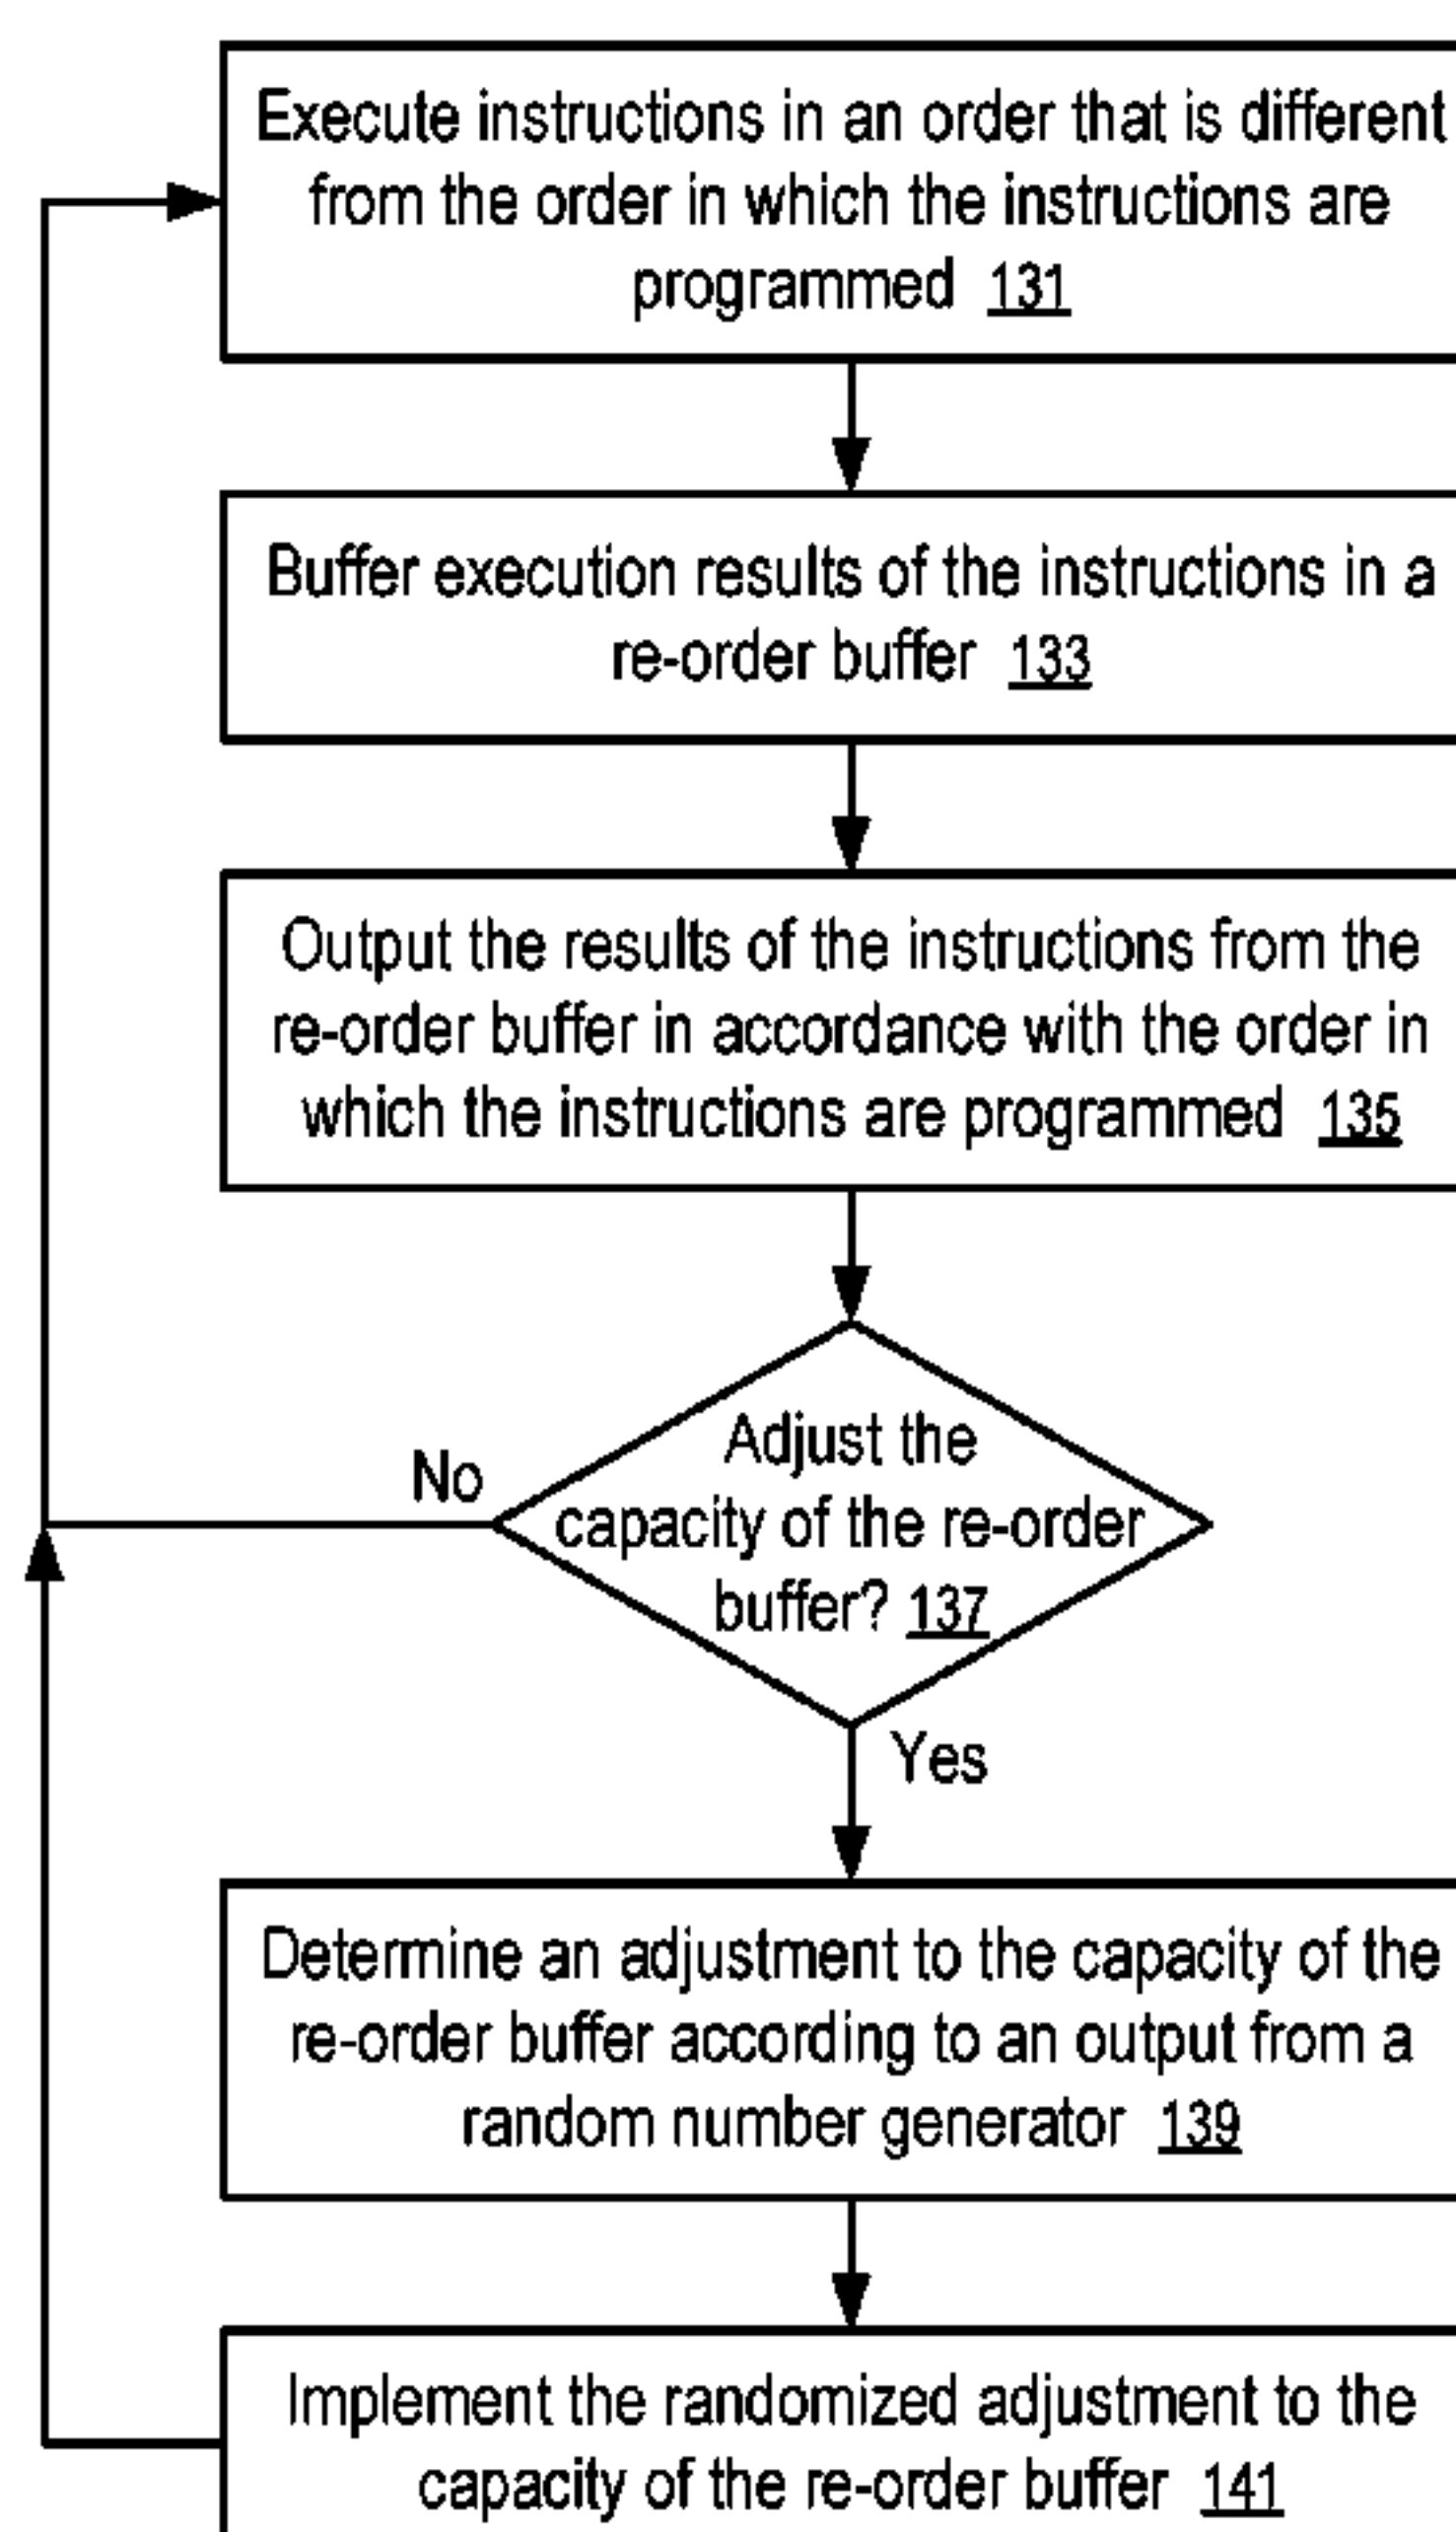 Execute instructions in an order that is different
from the order in which the instructions are
programmed 131
Buffer execution results of the instructions in a
re-order buffer 133
Output the results of the instructions from the
re-order buffer in accordance with the order in
which the instructions are programmed 135
Adjust the
capacity of the re-order
buffer? 137
No
Yes
Determine an adjustment to the capacity of the
re-order buffer according to an output from a
random number generator 139
Implement the randomized adjustment to the
capacity of the re-order buffer 141